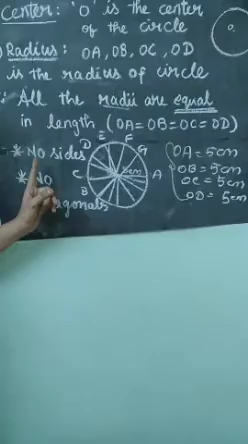 Center: 'O' is the center
of the circle
Radius: OA, OB, OC, OD
is the radius of circle
All the radii are equal
in length (OA=OB=OC=OD)
* No sides
* No
agonals
D
E
F
G
C
B
A
5cm
OA = 5cm
OB = 5cm
OC = 5cm
OD = 5cm
O